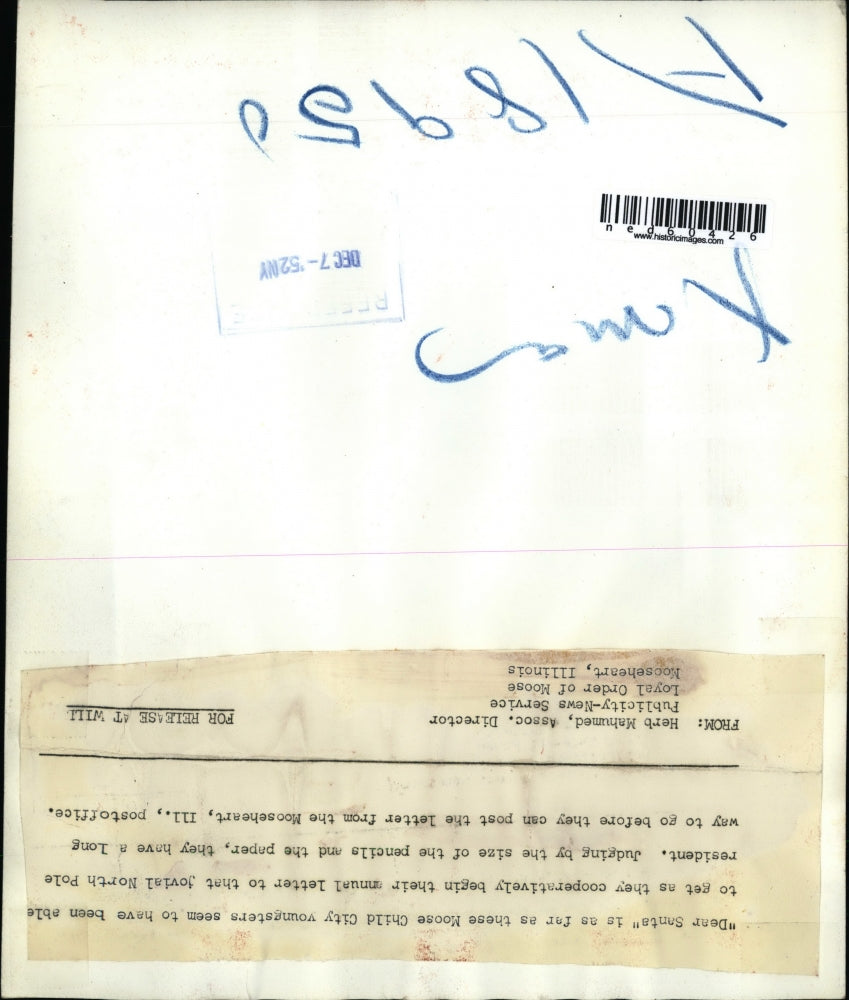 A18950
Xmas
ned60426
www.historicimages.com
DEC 7 - '52 NY
"Dear Santa" is as far as these Moose Child City youngsters seem to have been able
to get as they cooperatively begin their annual letter to that jovial North Pole
resident. Judging by the size of the pencils and the paper, they have a long
way to go before they can post the letter from the Mooseheart, Ill., postoffice.
FROM: Herb Mahumed, Assoc. Director
Publicity-News Service
Loyal Order of Moose
Mooseheart, Illinois
FOR RELEASE AT WILL